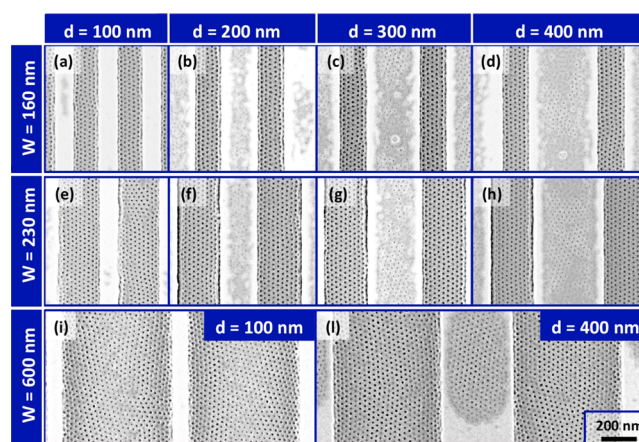 d = 100 nm d = 200 nm d = 300 nm d = 400 nm
W = 160 nm
(a) (b) (c) (d)
W = 230 nm
(e) (f) (g) (h)
W = 600 nm
(i) d = 100 nm (l) d = 400 nm
200 nm